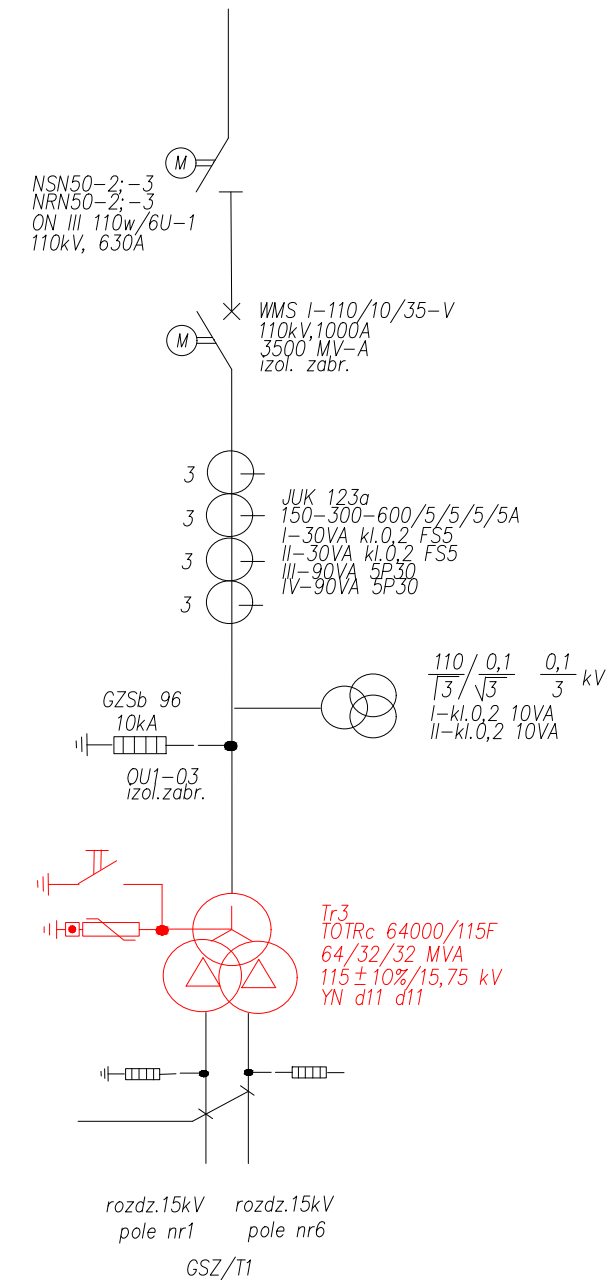 M
NSN50-2;-3
NRN50-2;-3
ON III 110w/6U-1
110kV, 630A
WMS I-110/10/35-V
110kV,1000A
3500 MV-A
izol. zabr.
M
3
3
3
3
JUK 123a
150-300-600/5/5/5/5A
I-30VA kl.0,2 FS5
II-30VA kl.0,2 FS5
III-90VA 5P30
IV-90VA 5P30
110/√3 / 0,1/√3 0,1/3 kV
I-kl.0,2 10VA
II-kl.0,2 10VA
GZSb 96
10kA
OU1-03
izol.zabr.
Tr3
TOTRc 64000/115F
64/32/32 MVA
115±10%/15,75 kV
YN d11 d11
rozdz.15kV
pole nr1
rozdz.15kV
pole nr6
GSZ/T1